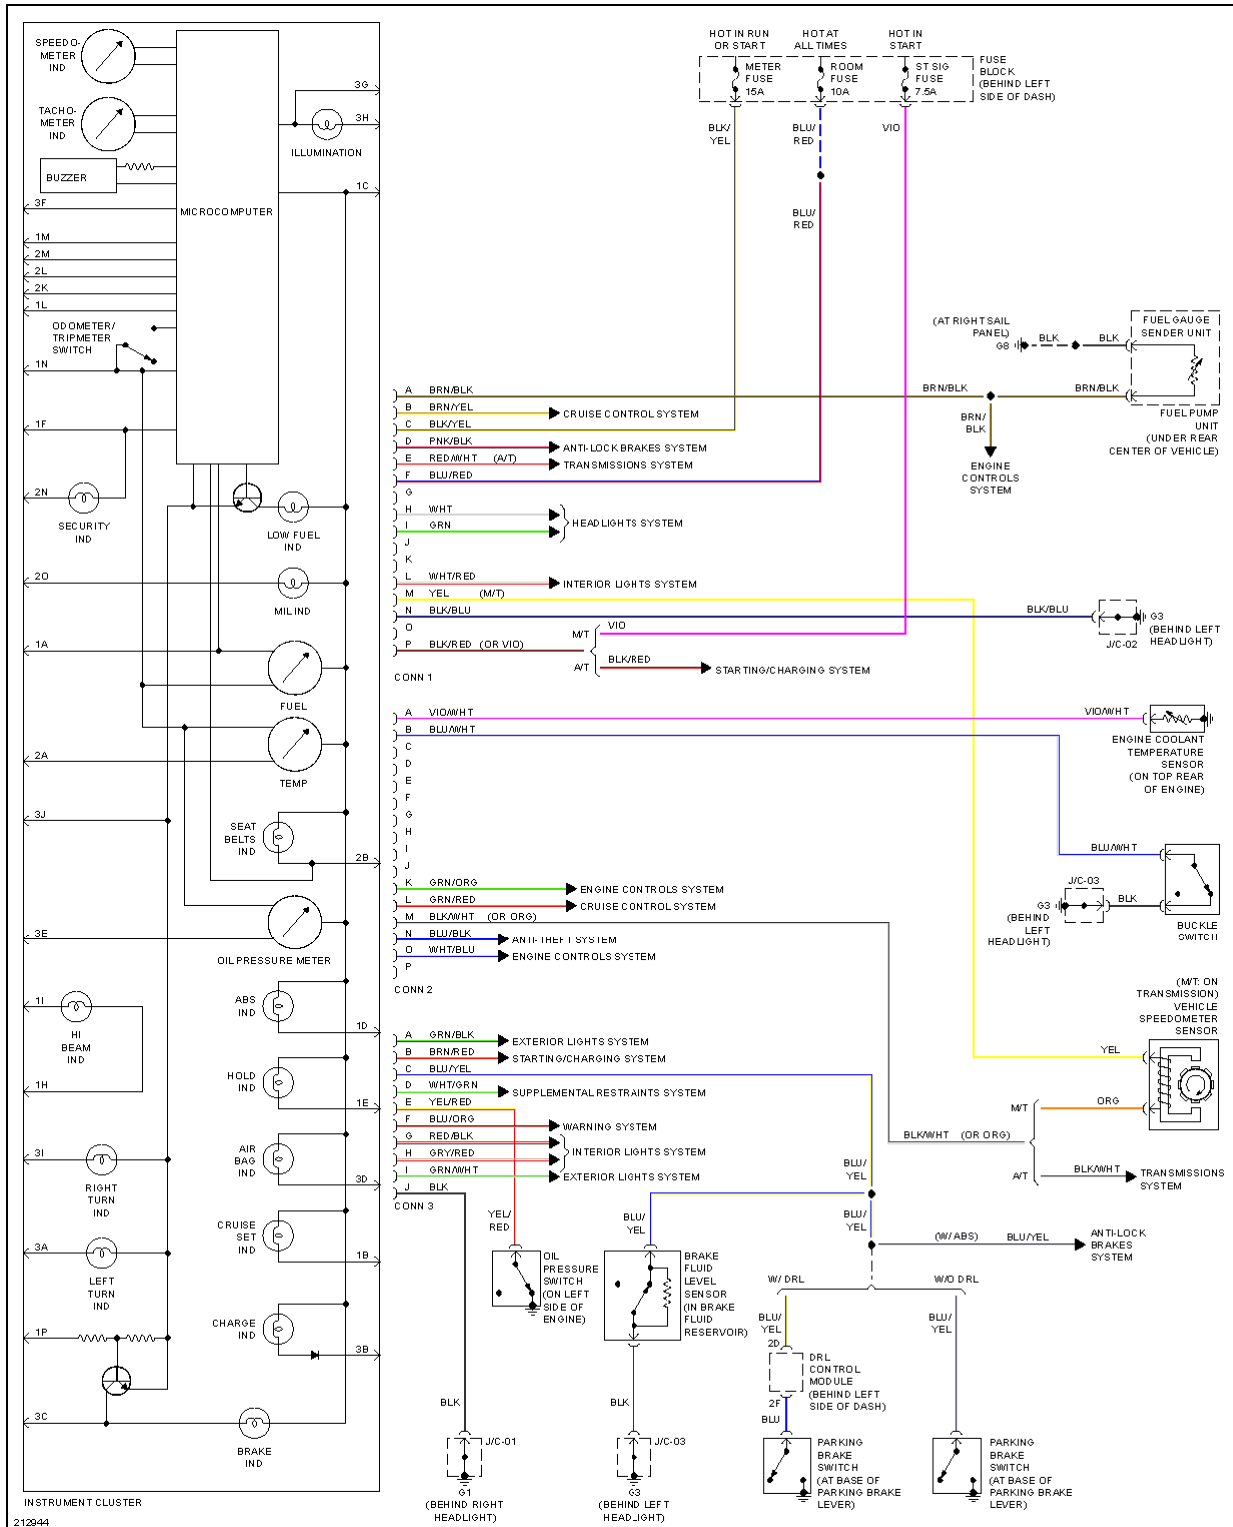 SPEEDO-
METER
IND
TACHO-
METER
IND
BUZZER
MICROCOMPUTER
3G
3H
ILLUMINATION
1C
3F
1M
2M
2L
2K
1L
ODOMETER/
TRIPMETER
SWITCH
1N
1F
2N
SECURITY
IND
LOW FUEL
IND
2O
MIL IND
1A
FUEL
TEMP
2A
3J
SEAT
BELTS
IND
2B
3E
OIL PRESSURE METER
ABS
IND
1I
HI
BEAM
IND
1D
HOLD
IND
1H
1E
AIR
BAG
IND
3I
RIGHT
TURN
IND
3D
CRUISE
SET
IND
3A
LEFT
TURN
IND
1B
CHARGE
IND
1P
3B
3C
BRAKE
IND
INSTRUMENT CLUSTER
212944
HOT IN RUN
OR START
HOT AT
ALL TIMES
HOT IN
START
METER
FUSE
15A
ROOM
FUSE
10A
ST SIG
FUSE
7.5A
FUSE
BLOCK
(BEHIND LEFT
SIDE OF DASH)
BLK/
YEL
BLU/
RED
VIO
BLU/
RED
(AT RIGHT SAIL
PANEL)
G8
BLK
BLK
FUEL GAUGE
SENDER UNIT
BRN/BLK
BRN/BLK
BRN/
BLK
FUEL PUMP
UNIT
(UNDER REAR
CENTER OF VEHICLE)
ENGINE
CONTROLS
SYSTEM
A BRN/BLK
B BRN/YEL CRUISE CONTROL SYSTEM
C BLK/YEL
D PNK/BLK ANTI-LOCK BRAKES SYSTEM
E RED/WHT (A/T) TRANSMISSIONS SYSTEM
F BLU/RED
G
H WHT
HEADLIGHTS SYSTEM
I GRN
J
K
L WHT/RED INTERIOR LIGHTS SYSTEM
M YEL (M/T)
N BLK/BLU BLK/BLU
O
P BLK/RED (OR VIO)
CONN 1
M/T VIO
A/T BLK/RED STARTING/CHARGING SYSTEM
G3
(BEHIND LEFT
HEADLIGHT)
J/C-02
A VIO/WHT VIO/WHT
B BLU/WHT
C
D
E
F
G
H
I
J
K GRN/ORG ENGINE CONTROLS SYSTEM
L GRN/RED CRUISE CONTROL SYSTEM
M BLK/WHT (OR ORG)
N BLU/BLK ANTI-THEFT SYSTEM
O WHT/BLU ENGINE CONTROLS SYSTEM
P
CONN 2
ENGINE COOLANT
TEMPERATURE
SENSOR
(ON TOP REAR
OF ENGINE)
BLU/WHT
J/C-03
BLK
G3
(BEHIND
LEFT
HEADLIGHT)
BUCKLE
SWITCH
(M/T: ON
TRANSMISSION)
VEHICLE
SPEEDOMETER
SENSOR
YEL
M/T ORG
BLK/WHT (OR ORG)
A/T BLK/WHT TRANSMISSIONS
SYSTEM
A GRN/BLK EXTERIOR LIGHTS SYSTEM
B BRN/RED STARTING/CHARGING SYSTEM
C BLU/YEL
D WHT/GRN SUPPLEMENTAL RESTRAINTS SYSTEM
E YEL/RED
F BLU/ORG WARNING SYSTEM
G RED/BLK
INTERIOR LIGHTS SYSTEM
H GRY/RED
I GRN/WHT EXTERIOR LIGHTS SYSTEM
J BLK
CONN 3
YEL/
RED
BLU/
YEL
BLU/
YEL
BLU/
YEL
(W/ ABS) BLU/YEL ANTI-LOCK
BRAKES
SYSTEM
OIL
PRESSURE
SWITCH
(ON LEFT
SIDE OF
ENGINE)
BRAKE
FLUID
LEVEL
SENSOR
(IN BRAKE
FLUID
RESERVOIR)
W/ DRL
W/O DRL
BLU/
YEL
BLU/
YEL
2D
DRL
CONTROL
MODULE
(BEHIND LEFT
SIDE OF DASH)
2F
BLU
BLK
BLK
J/C-01
G1
(BEHIND RIGHT
HEADLIGHT)
J/C-03
G3
(BEHIND LEFT
HEADLIGHT)
PARKING
BRAKE
SWITCH
(AT BASE OF
PARKING BRAKE
LEVER)
PARKING
BRAKE
SWITCH
(AT BASE OF
PARKING BRAKE
LEVER)